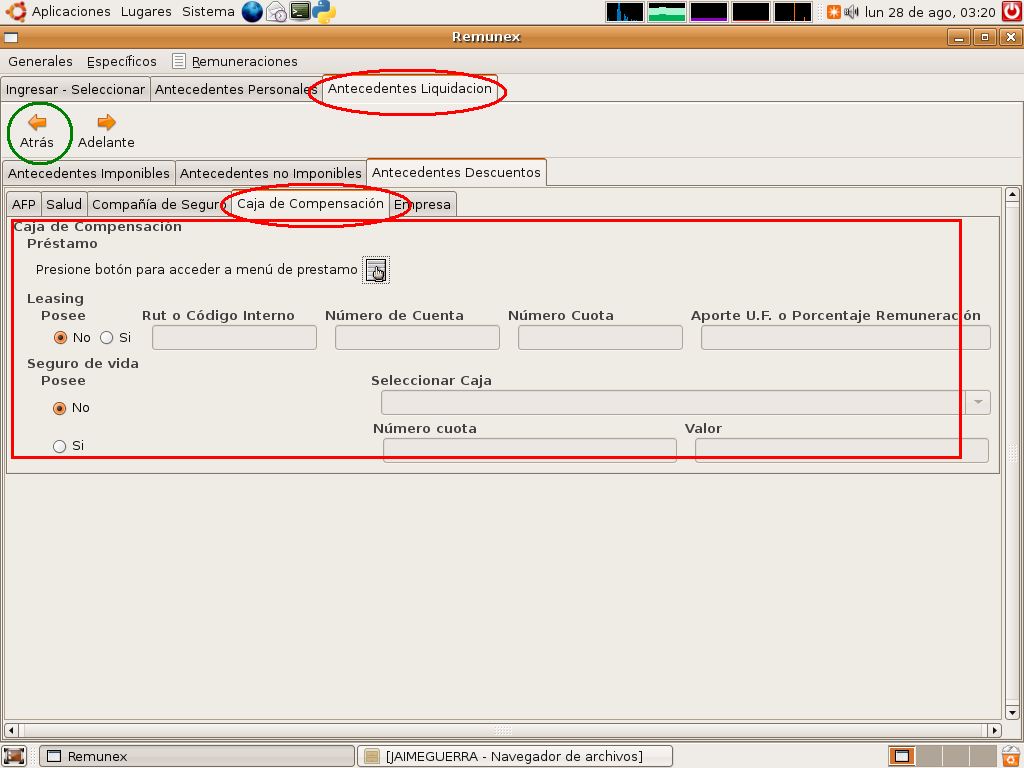 Aplicaciones Lugares Sistema lun 28 de ago, 03:20
Remunex
Generales Específicos Remuneraciones
Ingresar - Seleccionar Antecedentes Personales Antecedentes Liquidacion
Atrás Adelante
Antecedentes Imponibles Antecedentes no Imponibles Antecedentes Descuentos
AFP Salud Compañía de Seguro Caja de Compensación Empresa
Caja de Compensación
Préstamo
Presione botón para acceder a menú de prestamo
Leasing
Posee Rut o Código Interno Número de Cuenta Número Cuota Aporte U.F. o Porcentaje Remuneración
No Si
Seguro de vida
Posee Seleccionar Caja
No
Número cuota Valor
Si
Remunex [JAIMEGUERRA - Navegador de archivos]